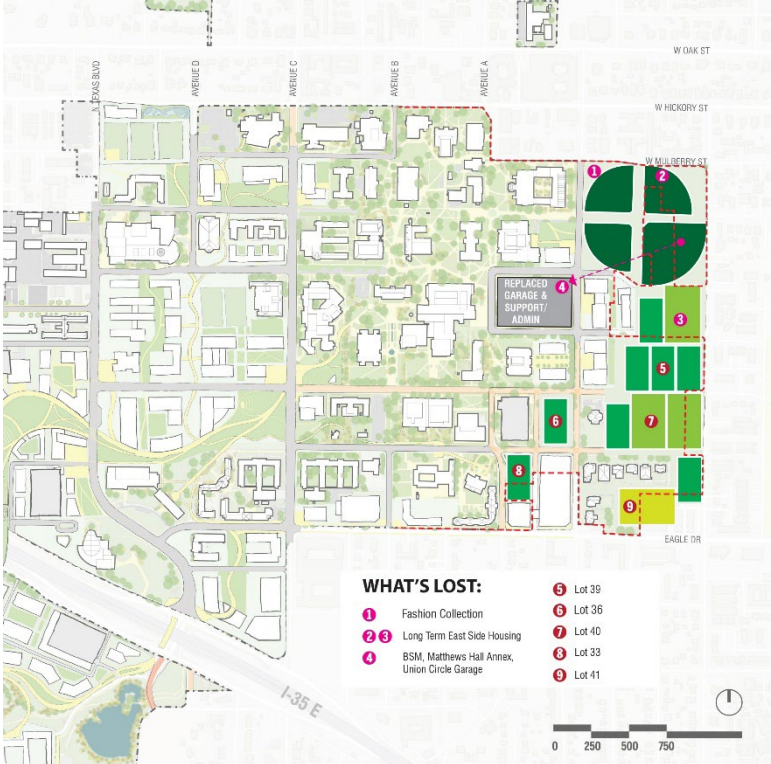 W OAK ST
N TEXAS BLVD
AVENUE D
AVENUE C
AVENUE B
AVENUE A
W HICKORY ST
W MULBERRY ST
1
2
REPLACED
GARAGE &
SUPPORT/
ADMIN
4
3
5
6
7
8
9
EAGLE DR
I-35 E
WHAT'S LOST:
1 Fashion Collection
2 3 Long Term East Side Housing
4 BSM, Matthews Hall Annex,
Union Circle Garage
5 Lot 39
6 Lot 36
7 Lot 40
8 Lot 33
9 Lot 41
0 250 500 750